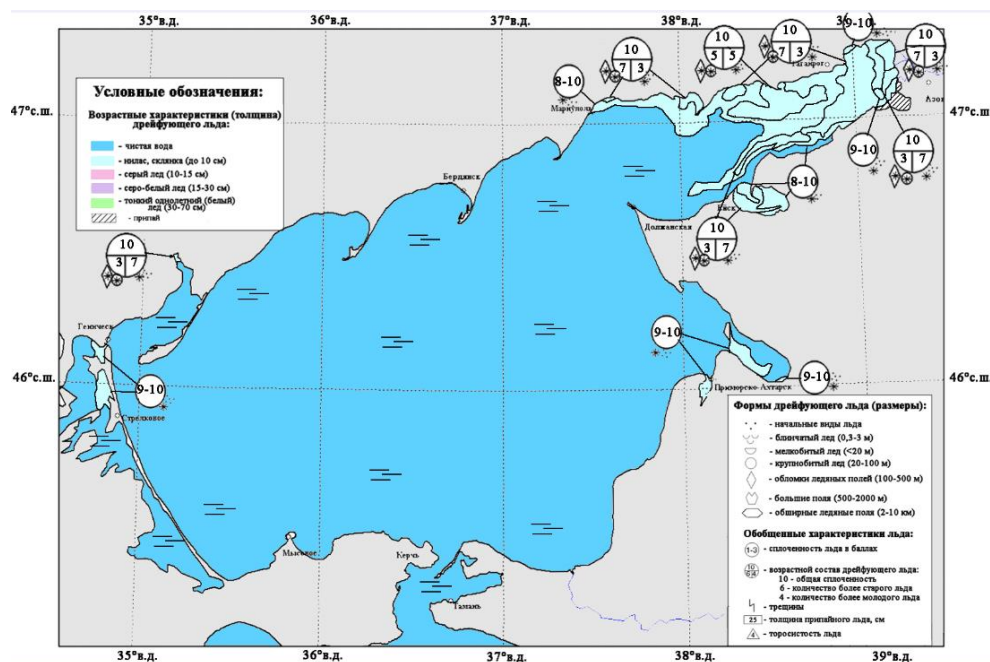 35°в.д.
36°в.д.
37°в.д.
38°в.д.
39°в.д.
9-10
10
7 3
10
5 5
10
7 3
10
7 3
Таганрог
Азов
8-10
Мариуполь
47°с.ш.
47°с.ш.
Условные обозначения:
Возрастные характеристики (толщина)
дрейфующего льда:
- чистая вода
- нилас, склянка (до 10 см)
- серый лед (10-15 см)
- серо-белый лед (15-30 см)
- тонкий однолетний (белый)
лед (30-70 см)
- припай
9-10
10
3 7
Бердянск
8-10
Ейск
Должанская
10
3 7
10
3 7
Геническ
9-10
Стрелковое
46°с.ш.
46°с.ш.
9-10
Приморско-Ахтарск
9-10
Формы дрейфующего льда (размеры):
- начальные виды льда
- блинчатый лед (0,3-3 м)
- мелкобитый лед (<20 м)
- крупнобитый лед (20-100 м)
- обломки ледяных полей (100-500 м)
- большие поля (500-2000 м)
- обширные ледяные поля (2-10 км)
Обобщенные характеристики льда:
1-3 - сплоченность льда в баллах
10
6 4 - возрастной состав дрейфующего льда:
10 - общая сплоченность
6 - количество более старого льда
4 - количество более молодого льда
- трещины
25 - толщина припайного льда, см
4 - торосистость льда
Мысовое
Керчь
Тамань
35°в.д.
36°в.д.
37°в.д.
38°в.д.
39°в.д.